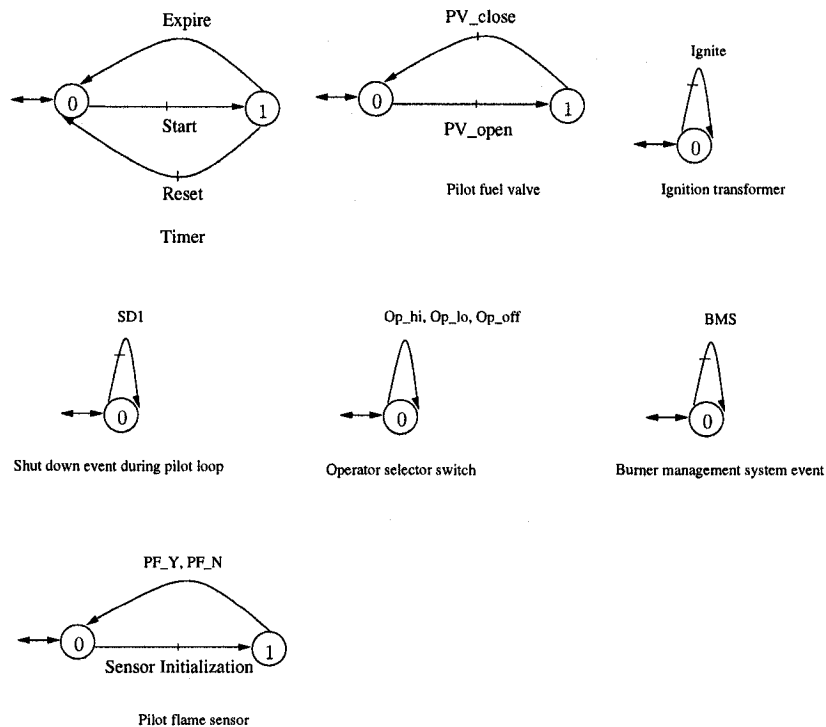 Expire
0
1
Start
Reset
Timer
PV_close
0
1
PV_open
Pilot fuel valve
Ignite
0
Ignition transformer
SD1
0
Shut down event during pilot loop
Op_hi, Op_lo, Op_off
0
Operator selector switch
BMS
0
Burner management system event
PF_Y, PF_N
0
1
Sensor Initialization
Pilot flame sensor